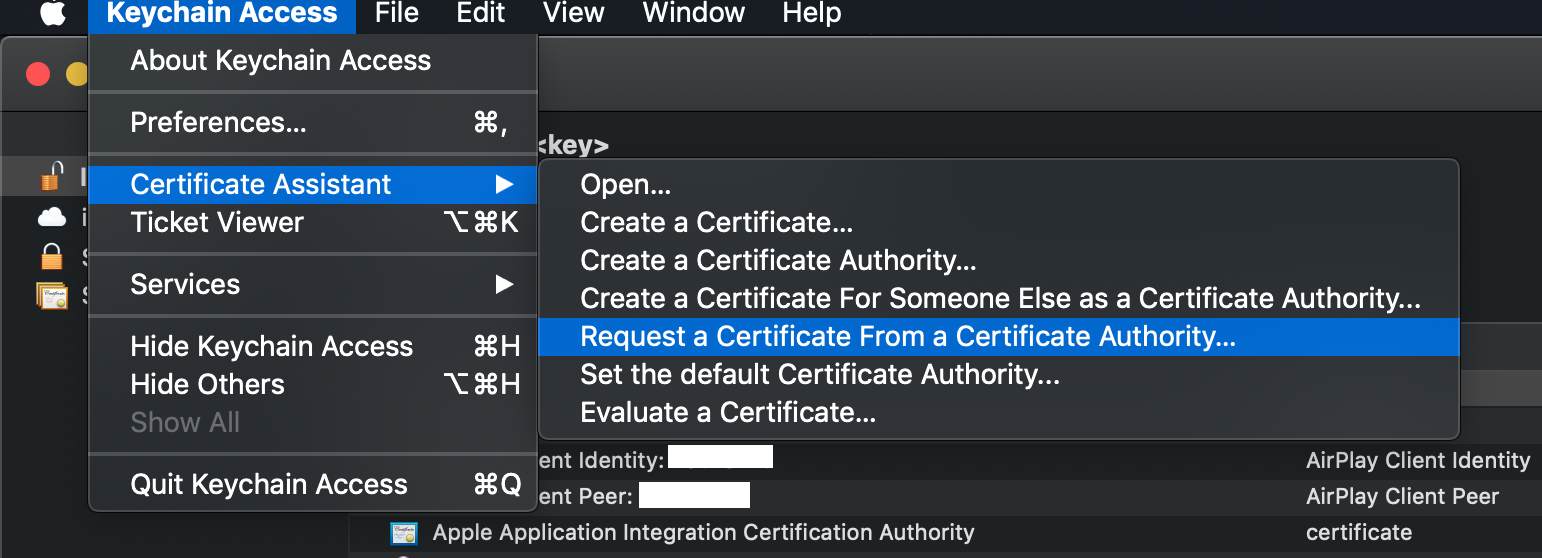 Keychain Access File Edit View Window Help
About Keychain Access
Preferences... ⌘,
<key>
Certificate Assistant ▶
Ticket Viewer ⌥⌘K
Services ▶
Hide Keychain Access ⌘H
Hide Others ⌥⌘H
Show All
Quit Keychain Access ⌘Q
Open...
Create a Certificate...
Create a Certificate Authority...
Create a Certificate For Someone Else as a Certificate Authority...
Request a Certificate From a Certificate Authority...
Set the default Certificate Authority...
Evaluate a Certificate...
ent Identity: AirPlay Client Identity
ent Peer: AirPlay Client Peer
Apple Application Integration Certification Authority certificate